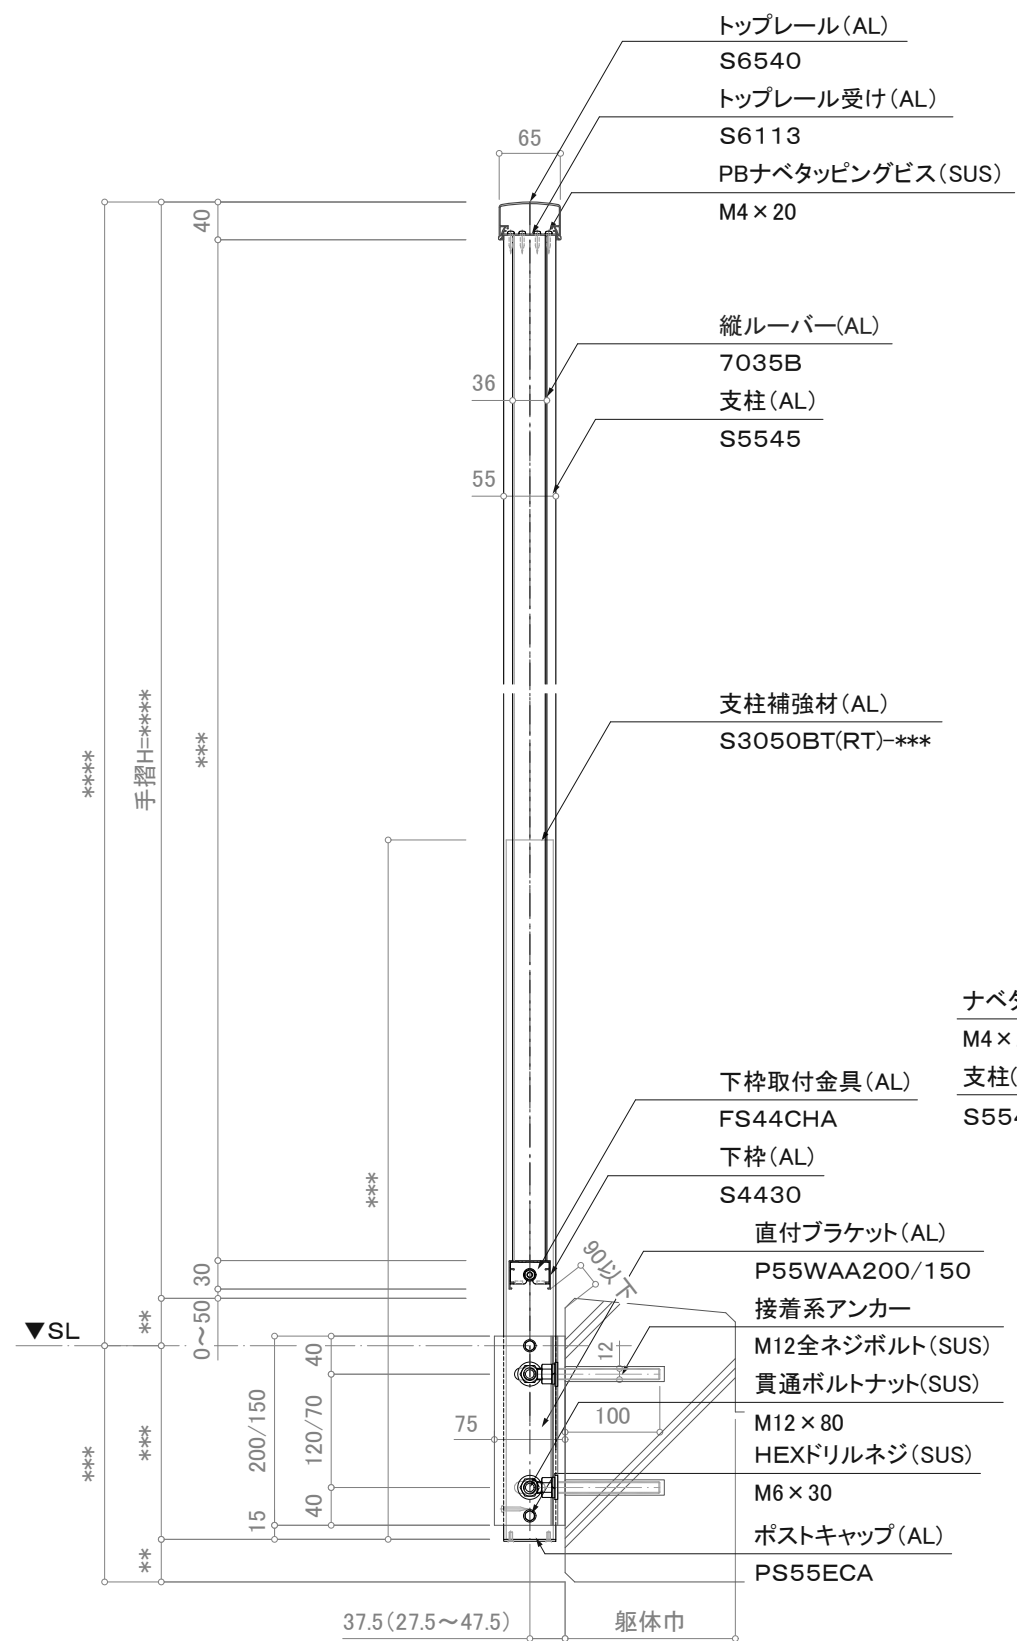 トップレール(AL)
S6540
トップレール受け(AL)
S6113
PBナベタッピングビス(SUS)
M4×20
65
40
縦ルーバー(AL)
7035B
36
支柱(AL)
S5545
55
支柱補強材(AL)
S3050BT(RT)-***
****
手摺H=****
***
***
M4×
支柱(
下枠取付金具(AL)
FS44CHA
下枠(AL)
S4430
直付ブラケット(AL)
P55WAA200/150
接着系アンカー
M12全ネジボルト(SUS)
貫通ボルトナット(SUS)
M12×80
HEXドリルネジ(SUS)
M6×30
ポストキャップ(AL)
PS55ECA
30
0～50
**
90以下
▼SL
40
12
200/150
120/70
75
100
***
***
40
15
**
37.5(27.5～47.5)
躯体巾